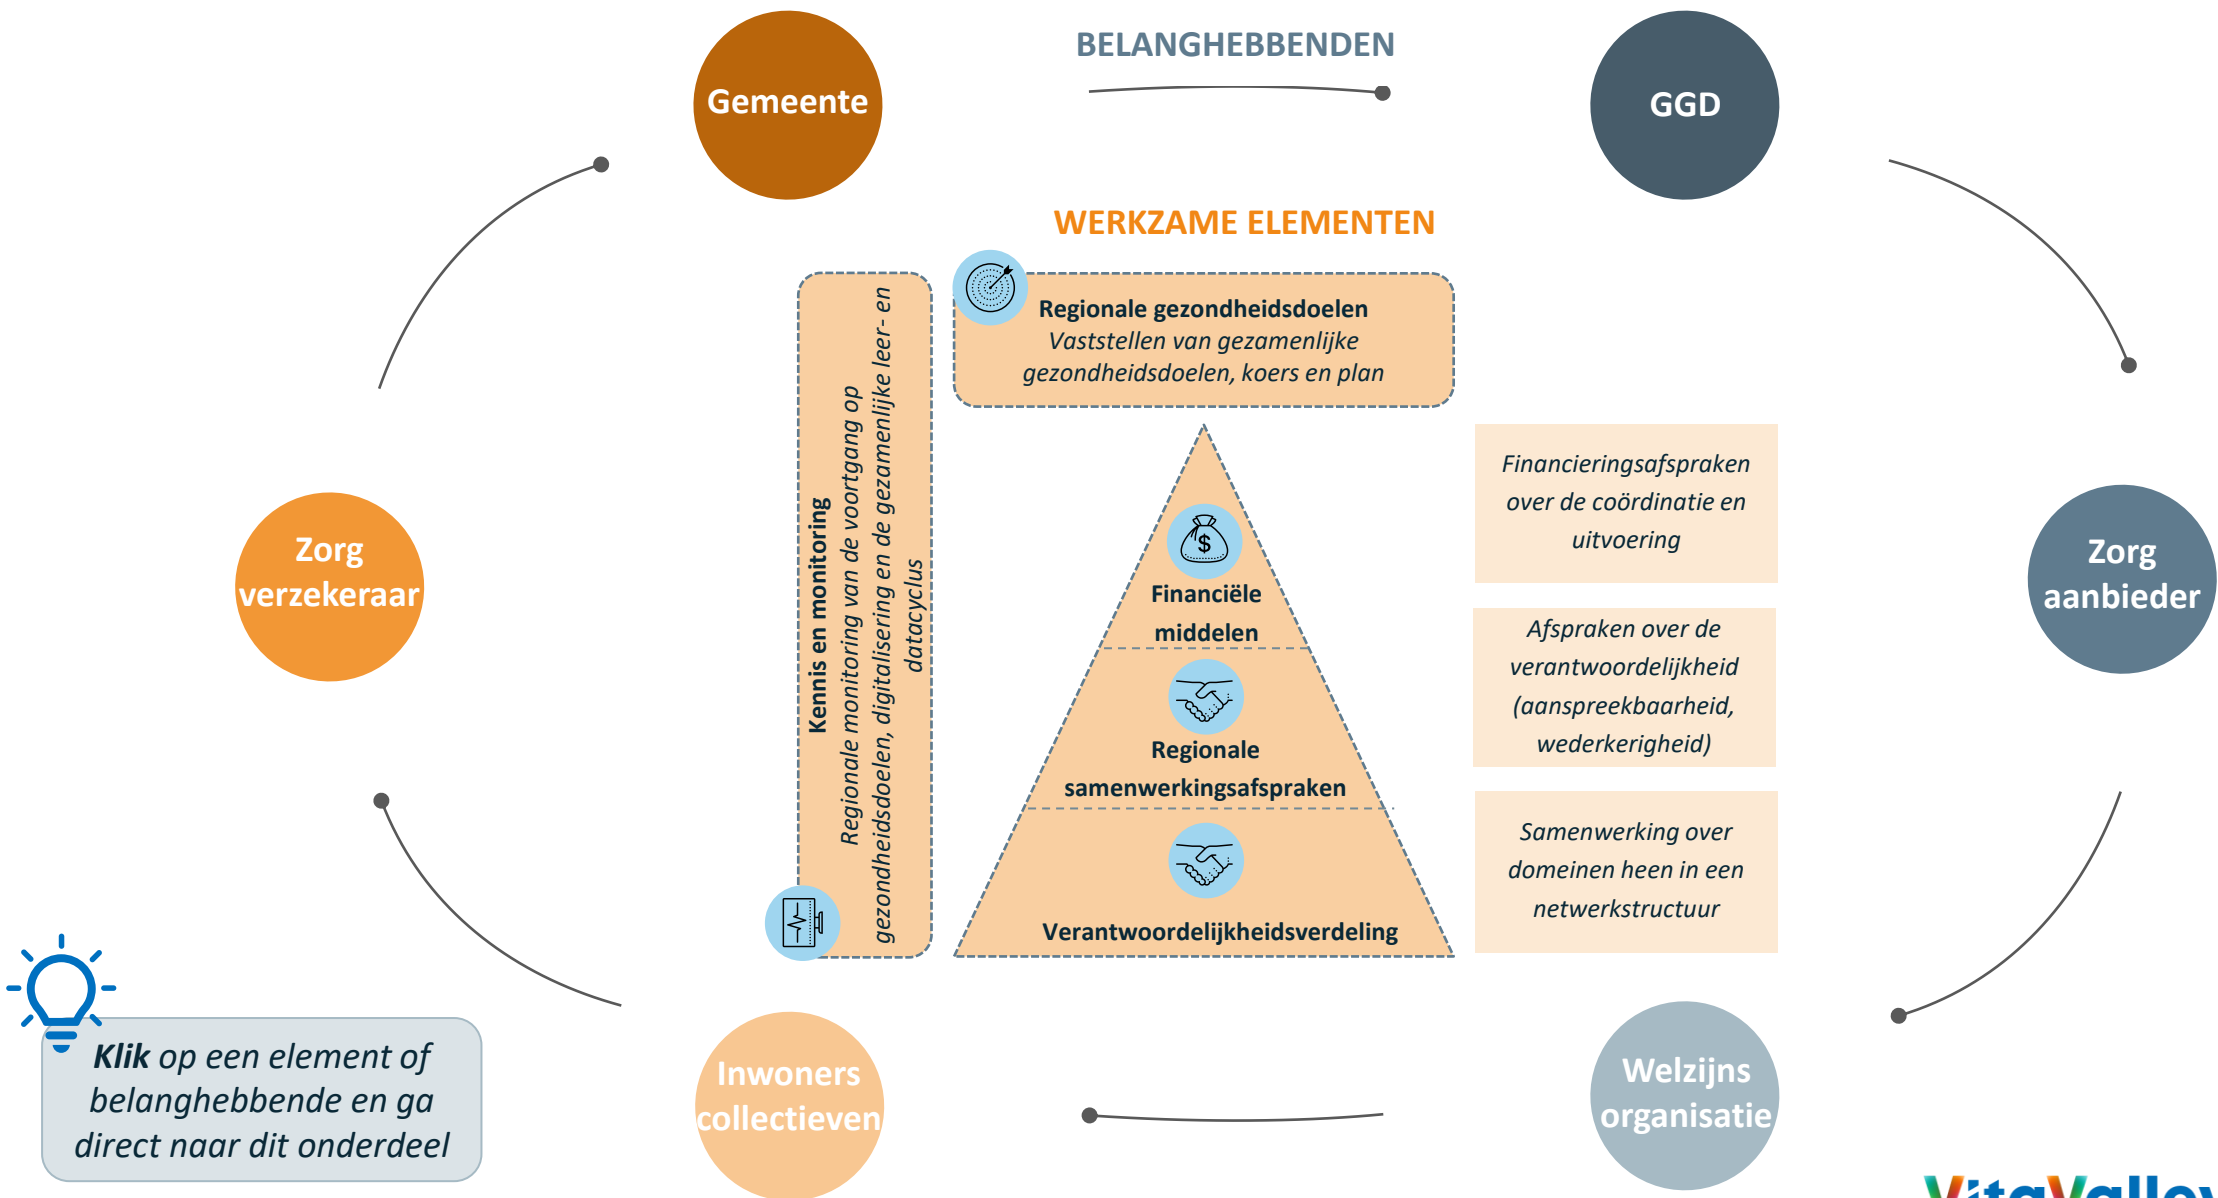 BELANGHEBBENDEN
Gemeente
GGD
WERKZAME ELEMENTEN
Regionale gezondheidsdoelen
Vaststellen van gezamenlijke
gezondheidsdoelen, koers en plan
Kennis en monitoring
Regionale monitoring van de voortgang op
gezondheidsdoelen, digitalisering en de gezamenlijke leer- en
datacyclus
Zorg
verzekeraar
$
Financiële
middelen
Regionale
samenwerkingsafspraken
Verantwoordelijkheidsverdeling
Financieringsafspraken
over de coördinatie en
uitvoering
Afspraken over de
verantwoordelijkheid
(aanspreekbaarheid,
wederkerigheid)
Samenwerking over
domeinen heen in een
netwerkstructuur
Zorg
aanbieder
Klik op een element of
belanghebbende en ga
direct naar dit onderdeel
Inwoners
collectieven
Welzijns
organisatie
VitaValley